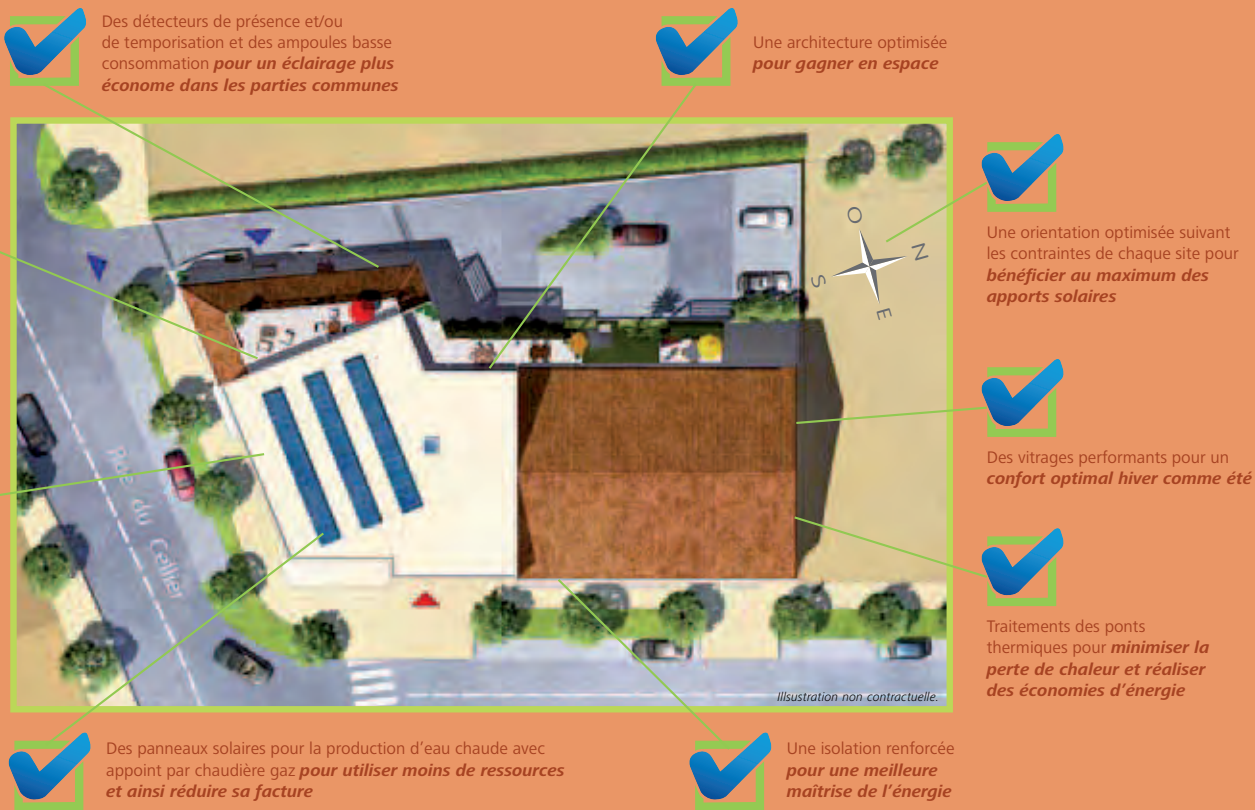 Des détecteurs de présence et/ou
de temporisation et des ampoules basse
consommation pour un éclairage plus
économe dans les parties communes
Une architecture optimisée
pour gagner en espace
O
N
S
E
Une orientation optimisée suivant
les contraintes de chaque site pour
bénéficier au maximum des
apports solaires
Des vitrages performants pour un
confort optimal hiver comme été
Rue du Cellier
Traitements des ponts
thermiques pour minimiser la
perte de chaleur et réaliser
des économies d’énergie
Illsustration non contractuelle.
Des panneaux solaires pour la production d’eau chaude avec
appoint par chaudière gaz pour utiliser moins de ressources
et ainsi réduire sa facture
Une isolation renforcée
pour une meilleure
maîtrise de l’énergie